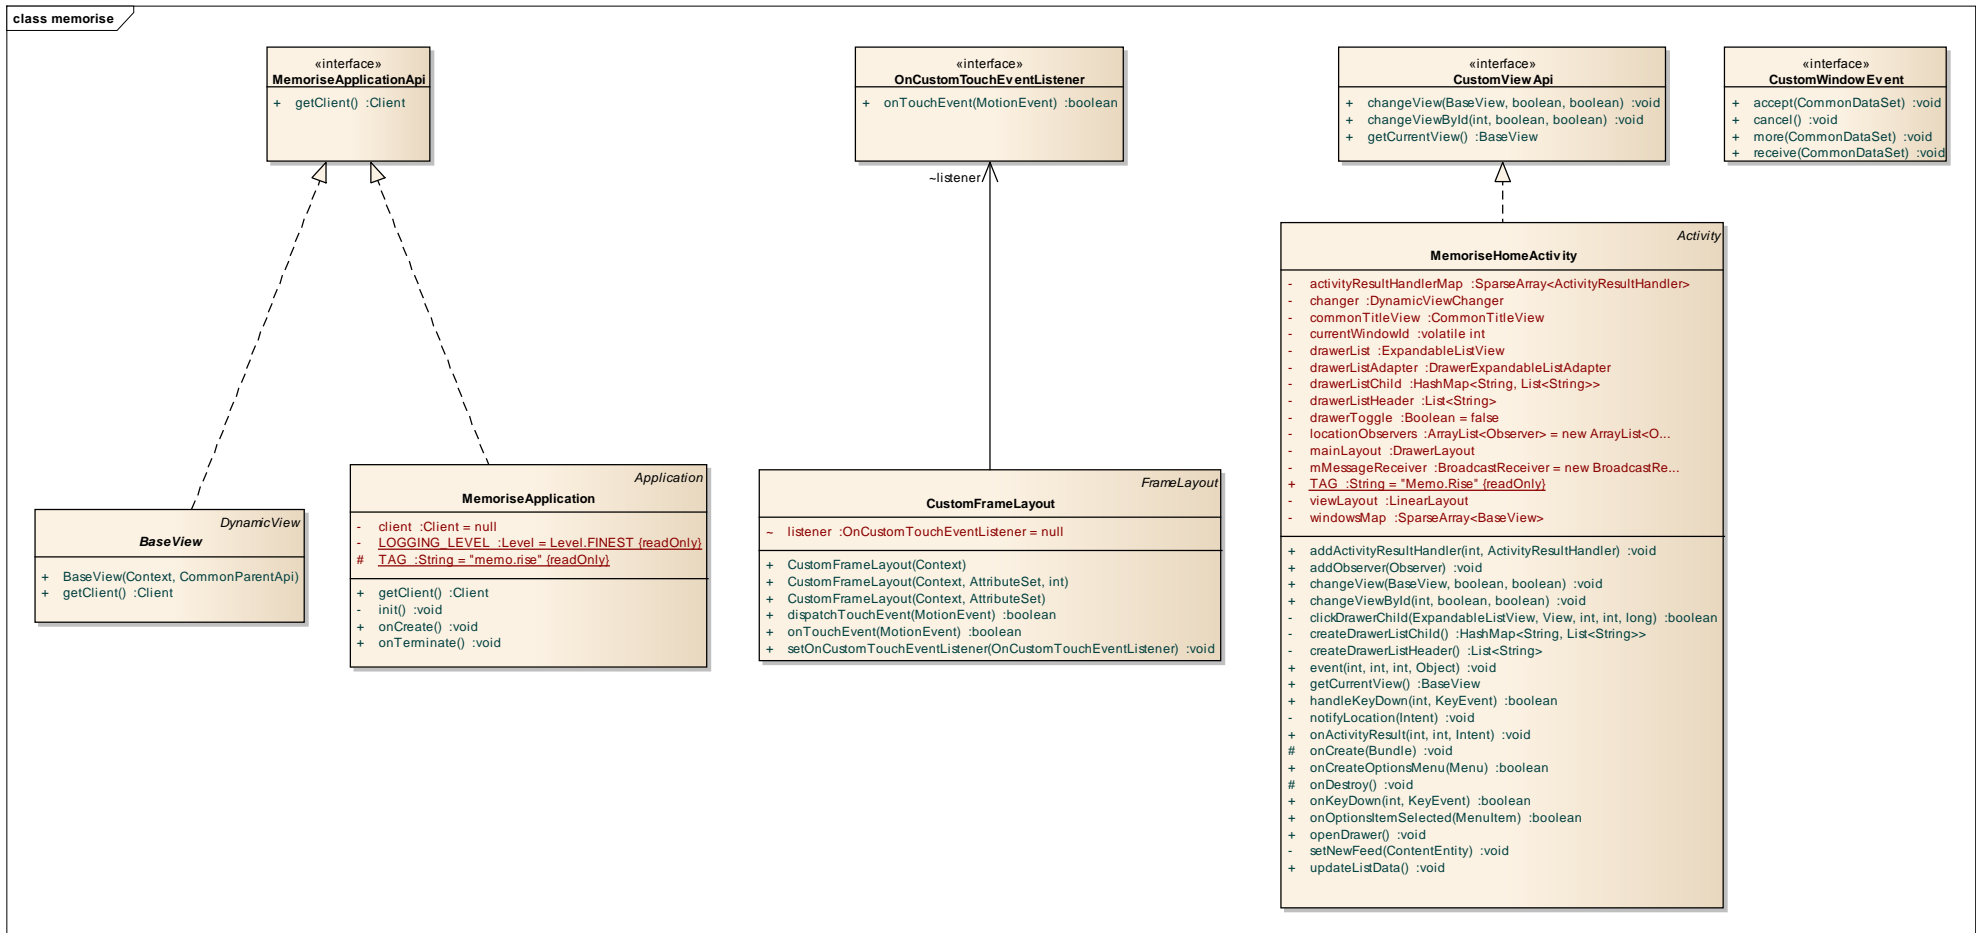 class memorise
«interface»
MemoriseApplicationApi
+ getClient() :Client
«interface»
OnCustomTouchEventListener
+ onTouchEvent(MotionEvent) :boolean
«interface»
CustomViewApi
+ changeView(BaseView, boolean, boolean) :void
+ changeViewById(int, boolean, boolean) :void
+ getCurrentView() :BaseView
«interface»
CustomWindowEvent
+ accept(CommonDataSet) :void
+ cancel() :void
+ more(CommonDataSet) :void
+ receive(CommonDataSet) :void
~listener
DynamicView
BaseView
+ BaseView(Context, CommonParentApi)
+ getClient() :Client
Application
MemoriseApplication
- client :Client = null
- LOGGING_LEVEL :Level = Level.FINEST {readOnly}
# TAG :String = "memo.rise" {readOnly}
+ getClient() :Client
- init() :void
+ onCreate() :void
+ onTerminate() :void
FrameLayout
CustomFrameLayout
~ listener :OnCustomTouchEventListener = null
+ CustomFrameLayout(Context)
+ CustomFrameLayout(Context, AttributeSet, int)
+ CustomFrameLayout(Context, AttributeSet)
+ dispatchTouchEvent(MotionEvent) :boolean
+ onTouchEvent(MotionEvent) :boolean
+ setOnCustomTouchEventListener(OnCustomTouchEventListener) :void
Activity
MemoriseHomeActivity
- activityResultHandlerMap :SparseArray<ActivityResultHandler>
- changer :DynamicViewChanger
- commonTitleView :CommonTitleView
- currentWindowId :volatile int
- drawerList :ExpandableListView
- drawerListAdapter :DrawerExpandableListAdapter
- drawerListChild :HashMap<String, List<String>>
- drawerListHeader :List<String>
- drawerToggle :Boolean = false
- locationObservers :ArrayList<Observer> = new ArrayList<O...
- mainLayout :DrawerLayout
- mMessageReceiver :BroadcastReceiver = new BroadcastRe...
+ TAG :String = "Memo.Rise" {readOnly}
- viewLayout :LinearLayout
- windowsMap :SparseArray<BaseView>
+ addActivityResultHandler(int, ActivityResultHandler) :void
+ addObserver(Observer) :void
+ changeView(BaseView, boolean, boolean) :void
+ changeViewById(int, boolean, boolean) :void
- clickDrawerChild(ExpandableListView, View, int, int, long) :boolean
- createDrawerListChild() :HashMap<String, List<String>>
- createDrawerListHeader() :List<String>
+ event(int, int, int, Object) :void
+ getCurrentView() :BaseView
+ handleKeyDown(int, KeyEvent) :boolean
- notifyLocation(Intent) :void
+ onActivityResult(int, int, Intent) :void
# onCreate(Bundle) :void
+ onCreateOptionsMenu(Menu) :boolean
# onDestroy() :void
+ onKeyDown(int, KeyEvent) :boolean
+ onOptionsItemSelected(MenuItem) :boolean
+ openDrawer() :void
- setNewFeed(ContentEntity) :void
+ updateListData() :void